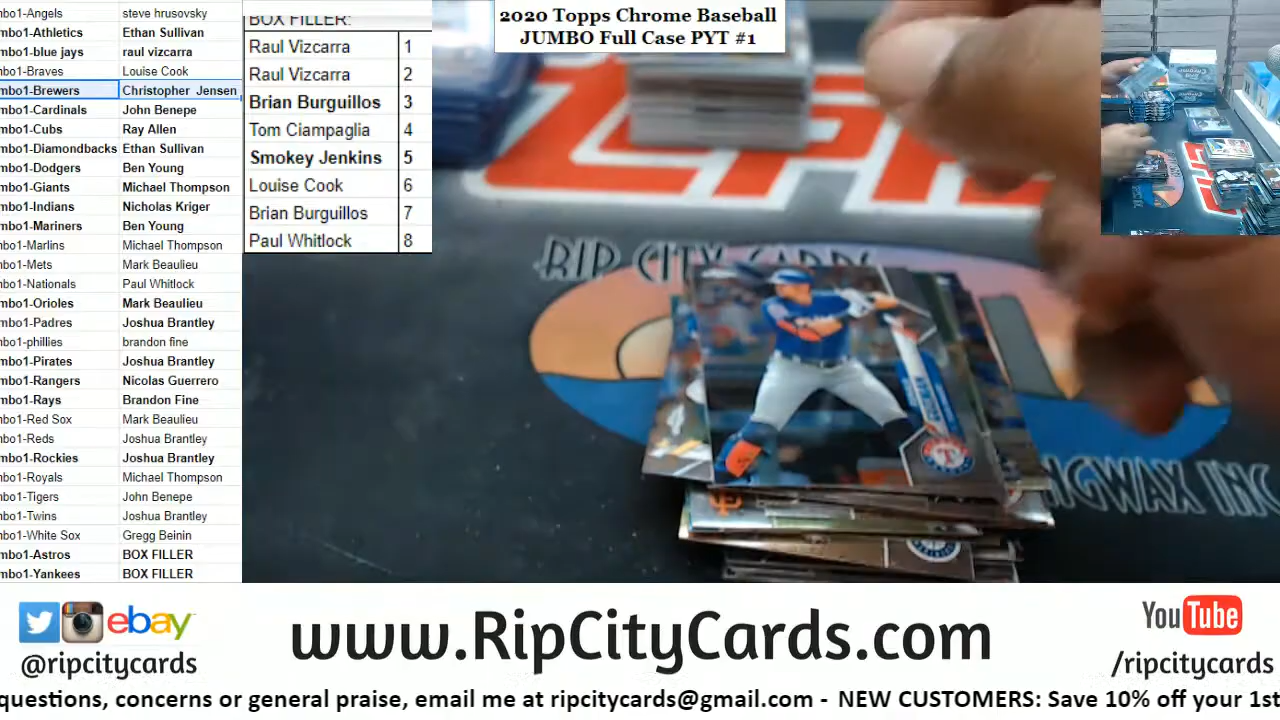 mbo1-Angels steve hrusovsky
mbo1-Athletics Ethan Sullivan
mbo1-blue jays raul vizcarra
mbo1-Braves Louise Cook
mbo1-Brewers Christopher Jensen
mbo1-Cardinals John Benepe
mbo1-Cubs Ray Allen
mbo1-Diamondbacks Ethan Sullivan
mbo1-Dodgers Ben Young
mbo1-Giants Michael Thompson
mbo1-Indians Nicholas Kriger
mbo1-Mariners Ben Young
mbo1-Marlins Michael Thompson
mbo1-Mets Mark Beaulieu
mbo1-Nationals Paul Whitlock
mbo1-Orioles Mark Beaulieu
mbo1-Padres Joshua Brantley
mbo1-phillies brandon fine
mbo1-Pirates Joshua Brantley
mbo1-Rangers Nicolas Guerrero
mbo1-Rays Brandon Fine
mbo1-Red Sox Mark Beaulieu
mbo1-Reds Joshua Brantley
mbo1-Rockies Joshua Brantley
mbo1-Royals Michael Thompson
mbo1-Tigers John Benepe
mbo1-Twins Joshua Brantley
mbo1-White Sox Gregg Beinin
mbo1-Astros BOX FILLER
mbo1-Yankees BOX FILLER
BOX FILLER:
Raul Vizcarra 1
Raul Vizcarra 2
Brian Burguillos 3
Tom Ciampaglia 4
Smokey Jenkins 5
Louise Cook 6
Brian Burguillos 7
Paul Whitlock 8
2020 Topps Chrome Baseball
JUMBO Full Case PYT #1
RIP CITY CARDS
INGWAX INC
ebay
@ripcitycards
www.RipCityCards.com
YouTube
/ripcitycards
questions, concerns or general praise, email me at ripcitycards@gmail.com - NEW CUSTOMERS: Save 10% off your 1st